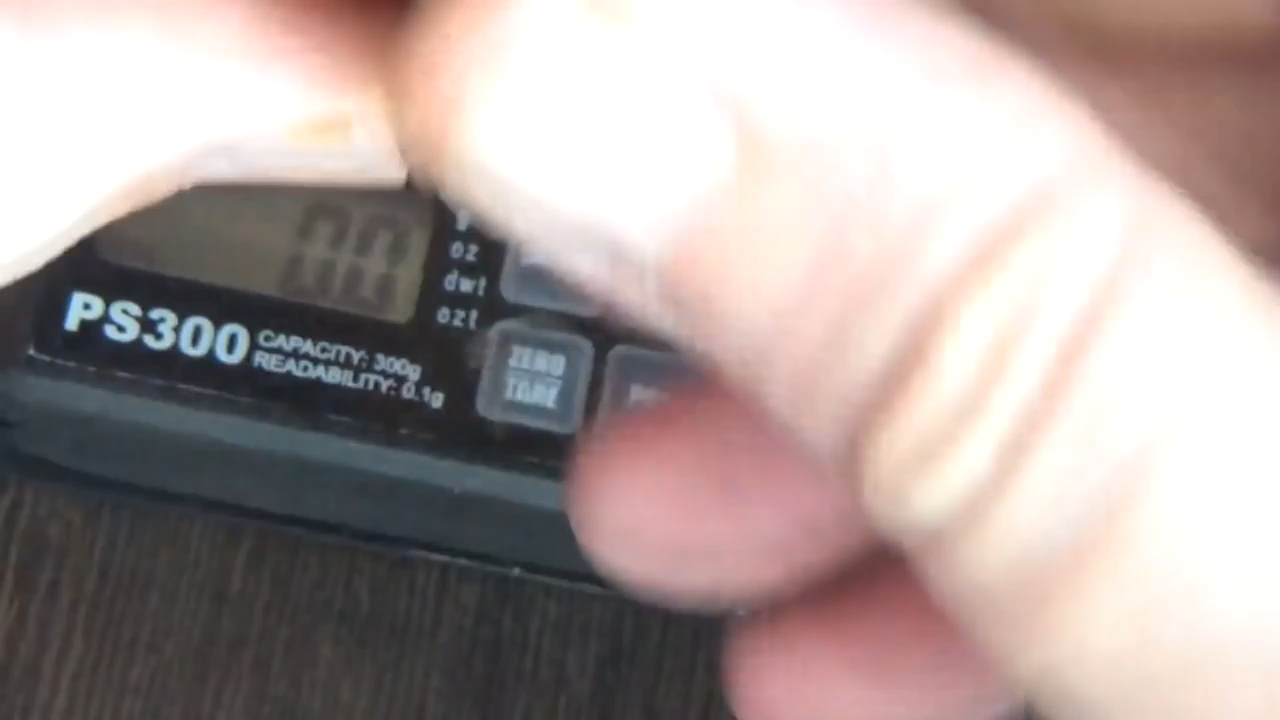 oz
dwt
ozt
PS300
CAPACITY: 300g
READABILITY: 0.1g
ZERO
TARE